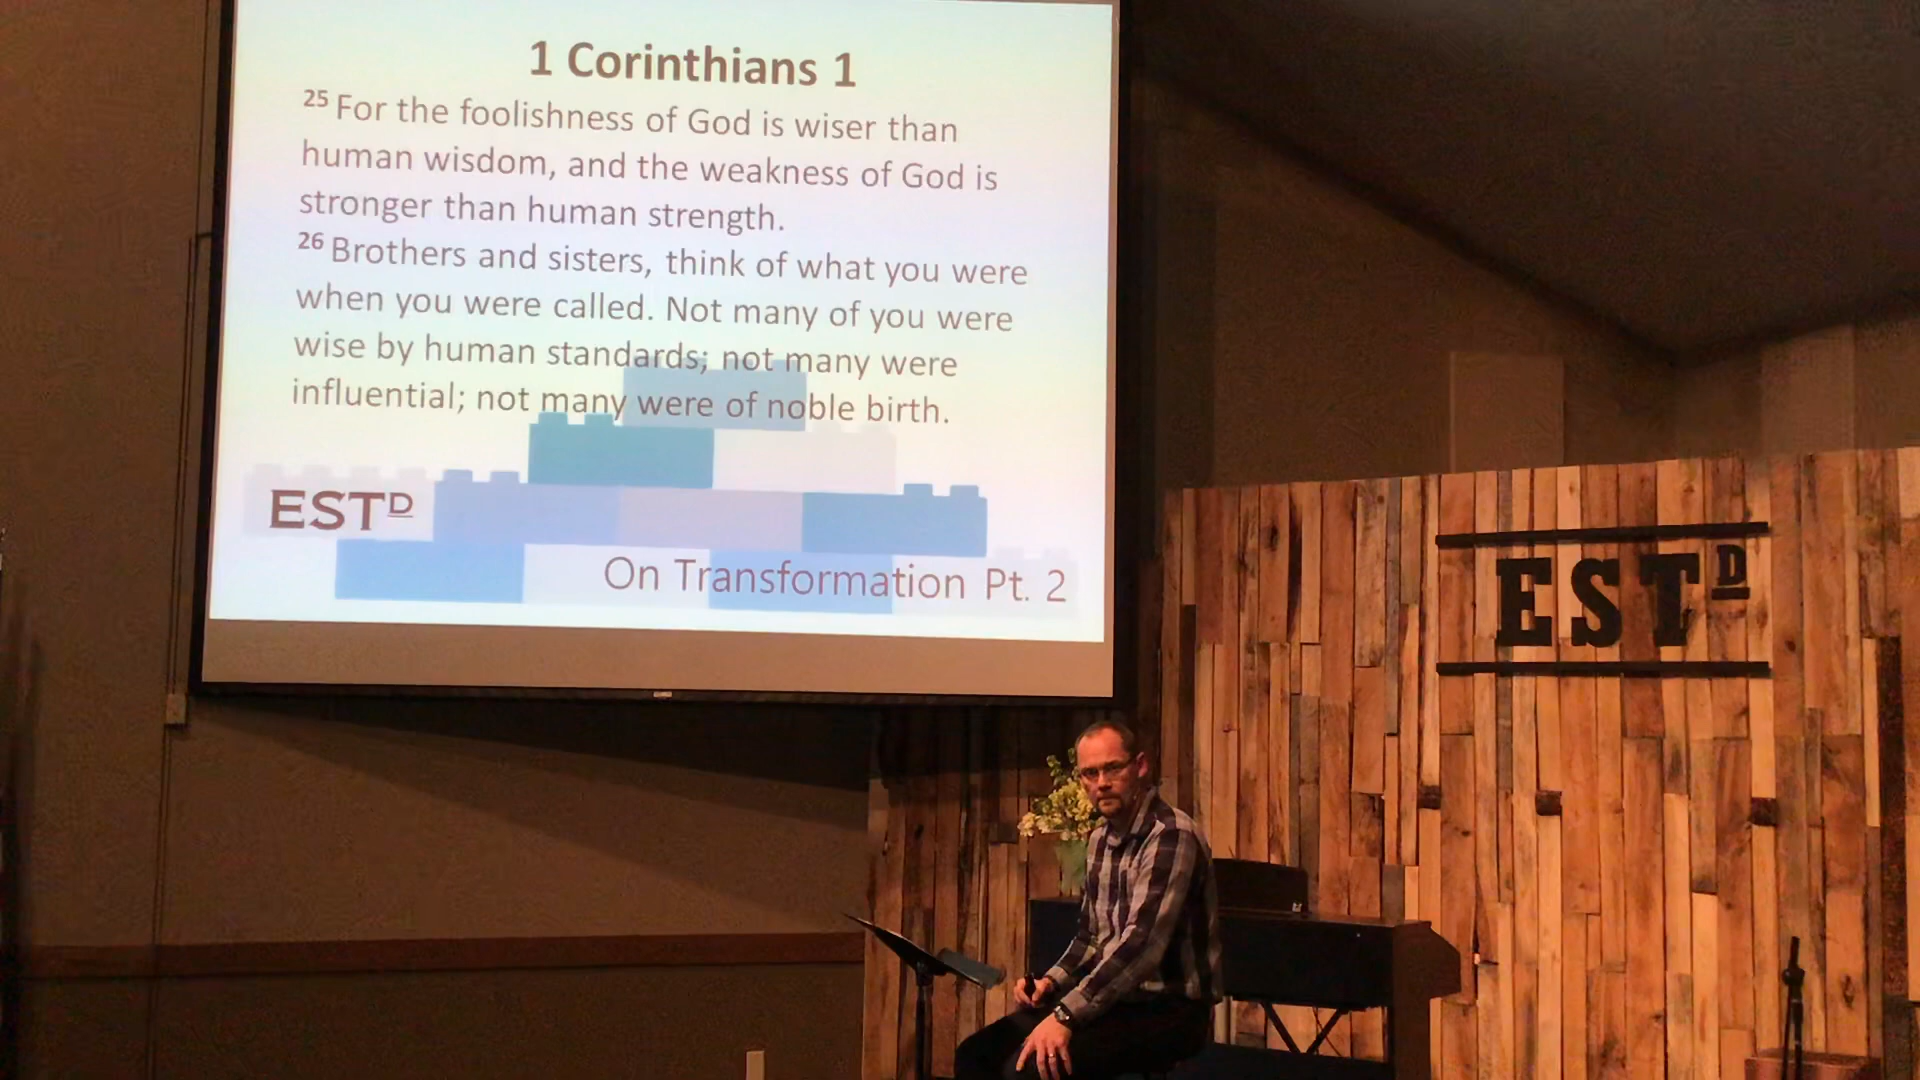 1 Corinthians 1
25 For the foolishness of God is wiser than
human wisdom, and the weakness of God is
stronger than human strength.
26 Brothers and sisters, think of what you were
when you were called. Not many of you were
wise by human standards; not many were
influential; not many were of noble birth.
ESTD
On Transformation Pt. 2
ESTD